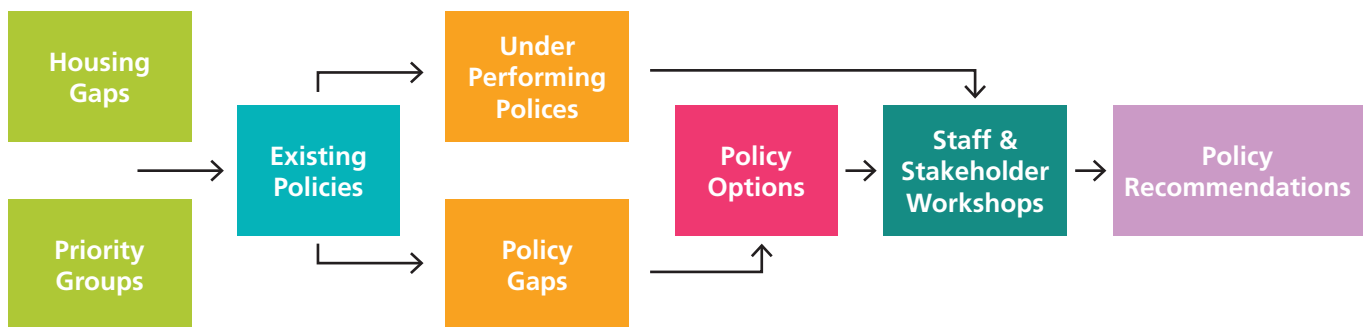 Housing
Gaps
Priority
Groups
Existing
Policies
Under
Performing
Polices
Policy
Gaps
Policy
Options
Staff &
Stakeholder
Workshops
Policy
Recommendations